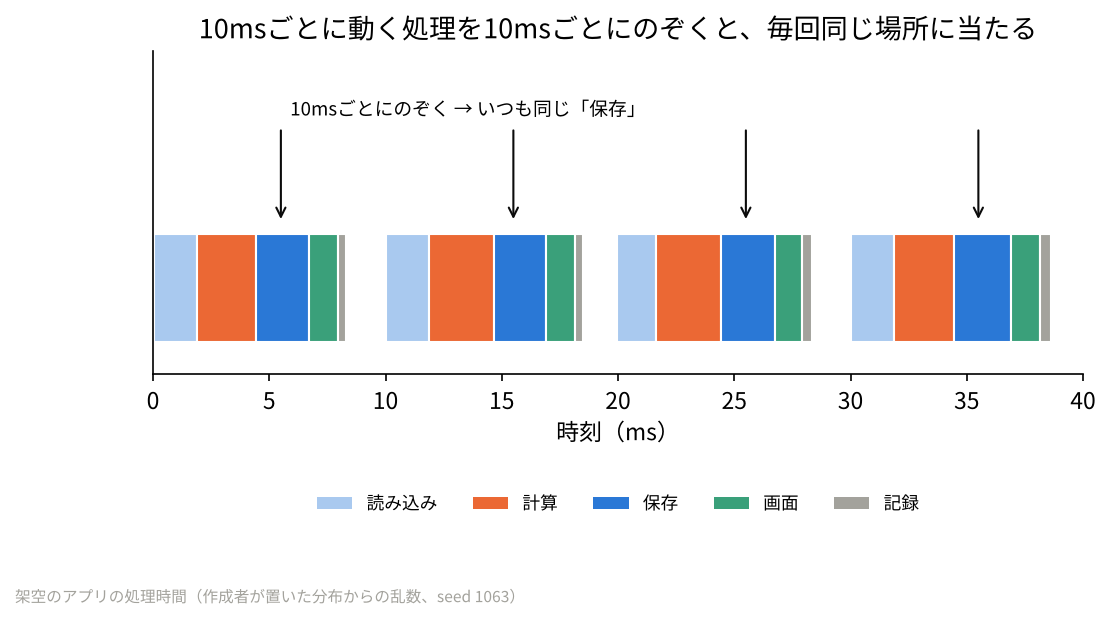 10msごとに動く処理を10msごとにのぞくと、毎回同じ場所に当たる
10msごとにのぞく → いつも同じ「保存」
0 5 10 15 20 25 30 35 40
時刻（ms）
読み込み 計算 保存 画面 記録
架空のアプリの処理時間（作成者が置いた分布からの乱数、seed 1063）